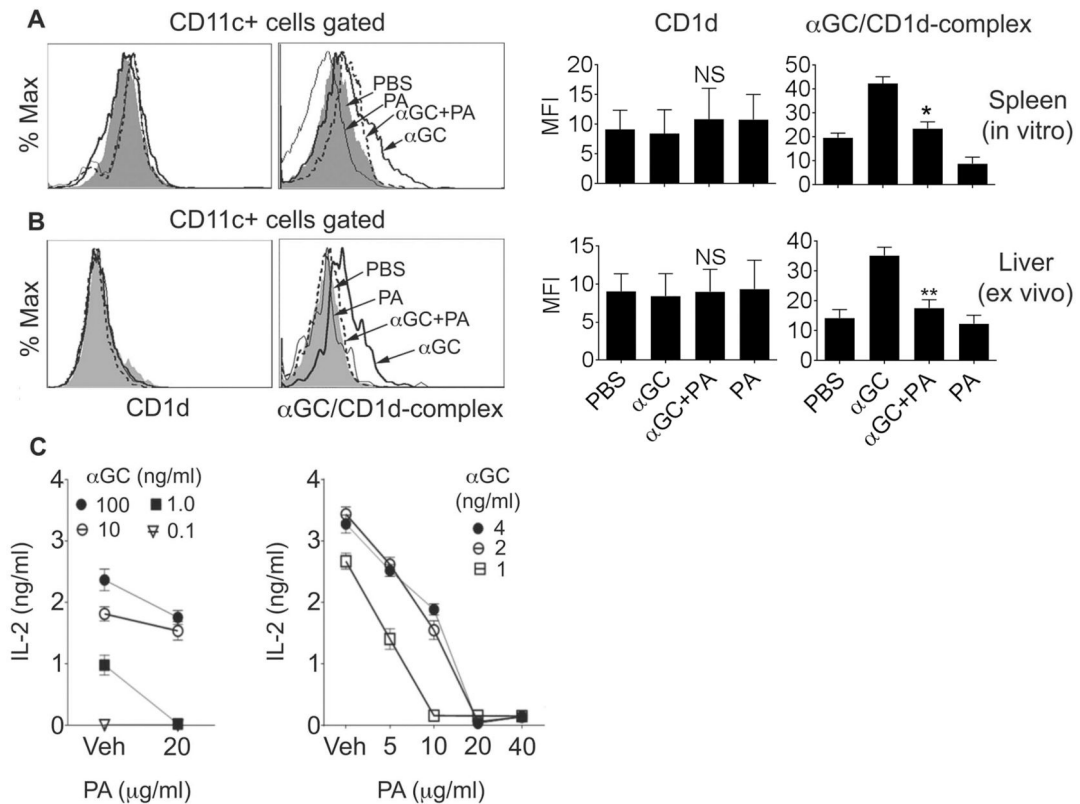 A
CD11c+ cells gated
% Max
PBS
PA
αGC+PA
αGC
CD1d
αGC/CD1d-complex
MFI
20
15
10
5
0
NS
50
40
30
20
10
0
*
Spleen
(in vitro)
B
CD11c+ cells gated
% Max
PBS
PA
αGC+PA
αGC
CD1d
αGC/CD1d-complex
MFI
15
10
5
0
NS
PBS
αGC
αGC+PA
PA
40
30
20
10
0
**
PBS
αGC
αGC+PA
PA
Liver
(ex vivo)
C
αGC (ng/ml)
100
1.0
10
0.1
IL-2 (ng/ml)
4
3
2
1
0
Veh 20
PA (µg/ml)
αGC
(ng/ml)
4
2
1
IL-2 (ng/ml)
4
3
2
1
0
Veh 5 10 20 40
PA (µg/ml)